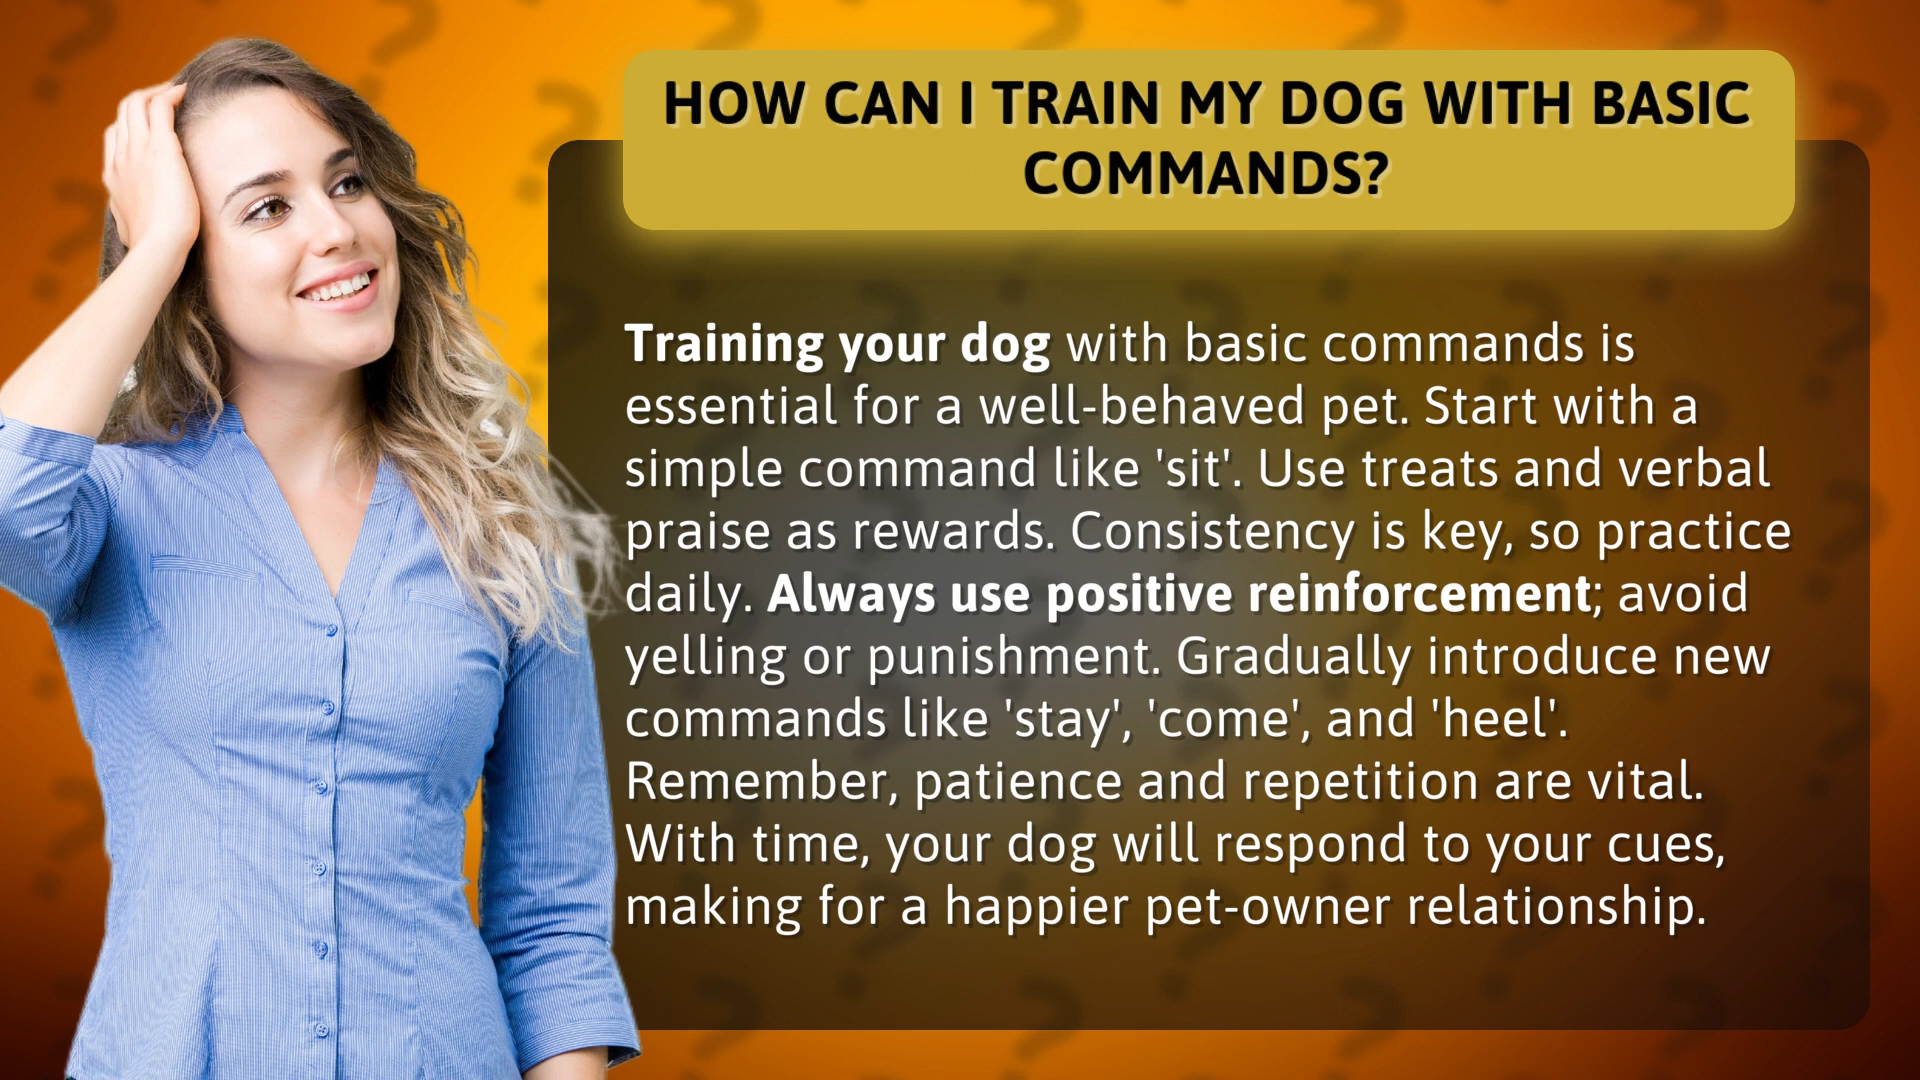 HOW CAN I TRAIN MY DOG WITH BASIC
COMMANDS?
Training your dog with basic commands is
essential for a well-behaved pet. Start with a
simple command like 'sit'. Use treats and verbal
praise as rewards. Consistency is key, so practice
daily. Always use positive reinforcement; avoid
yelling or punishment. Gradually introduce new
commands like 'stay', 'come', and 'heel'.
Remember, patience and repetition are vital.
With time, your dog will respond to your cues,
making for a happier pet-owner relationship.